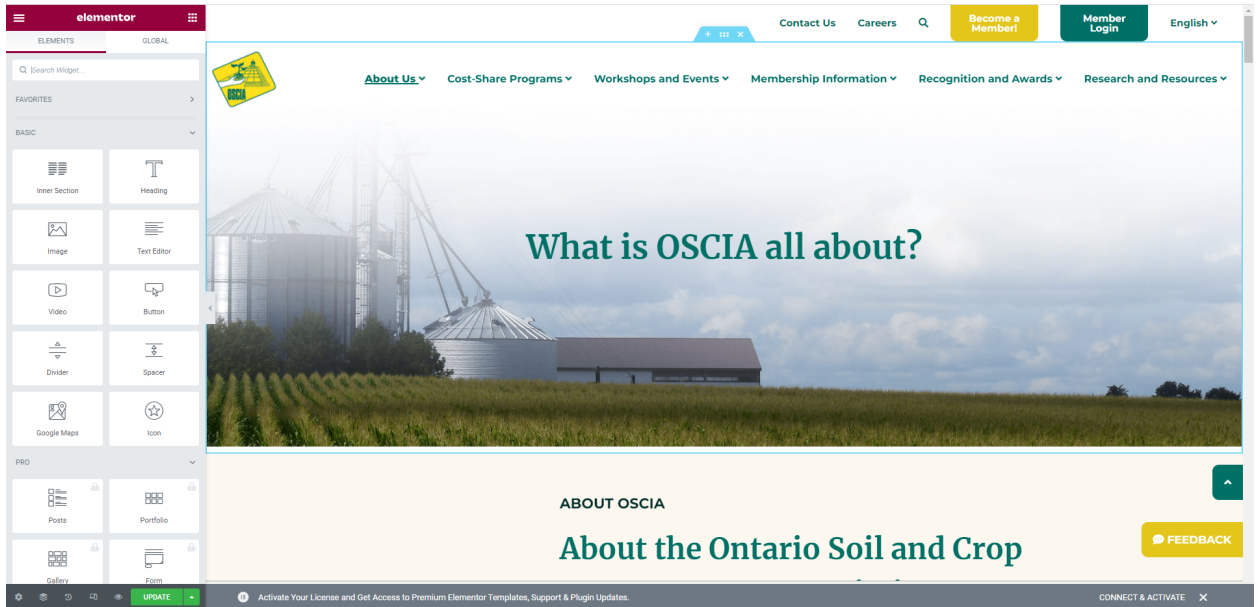 elementor
ELEMENTS GLOBAL
Search Widget...
FAVORITES
BASIC
Inner Section Heading
Image Text Editor
Video Button
Divider Spacer
Google Maps Icon
PRO
Posts Portfolio
Gallery Form
UPDATE
Contact Us Careers Become a Member! Member Login English
OSCIA
About Us Cost-Share Programs Workshops and Events Membership Information Recognition and Awards Research and Resources
What is OSCIA all about?
ABOUT OSCIA
About the Ontario Soil and Crop
FEEDBACK
Activate Your License and Get Access to Premium Elementor Templates, Support & Plugin Updates.
CONNECT & ACTIVATE